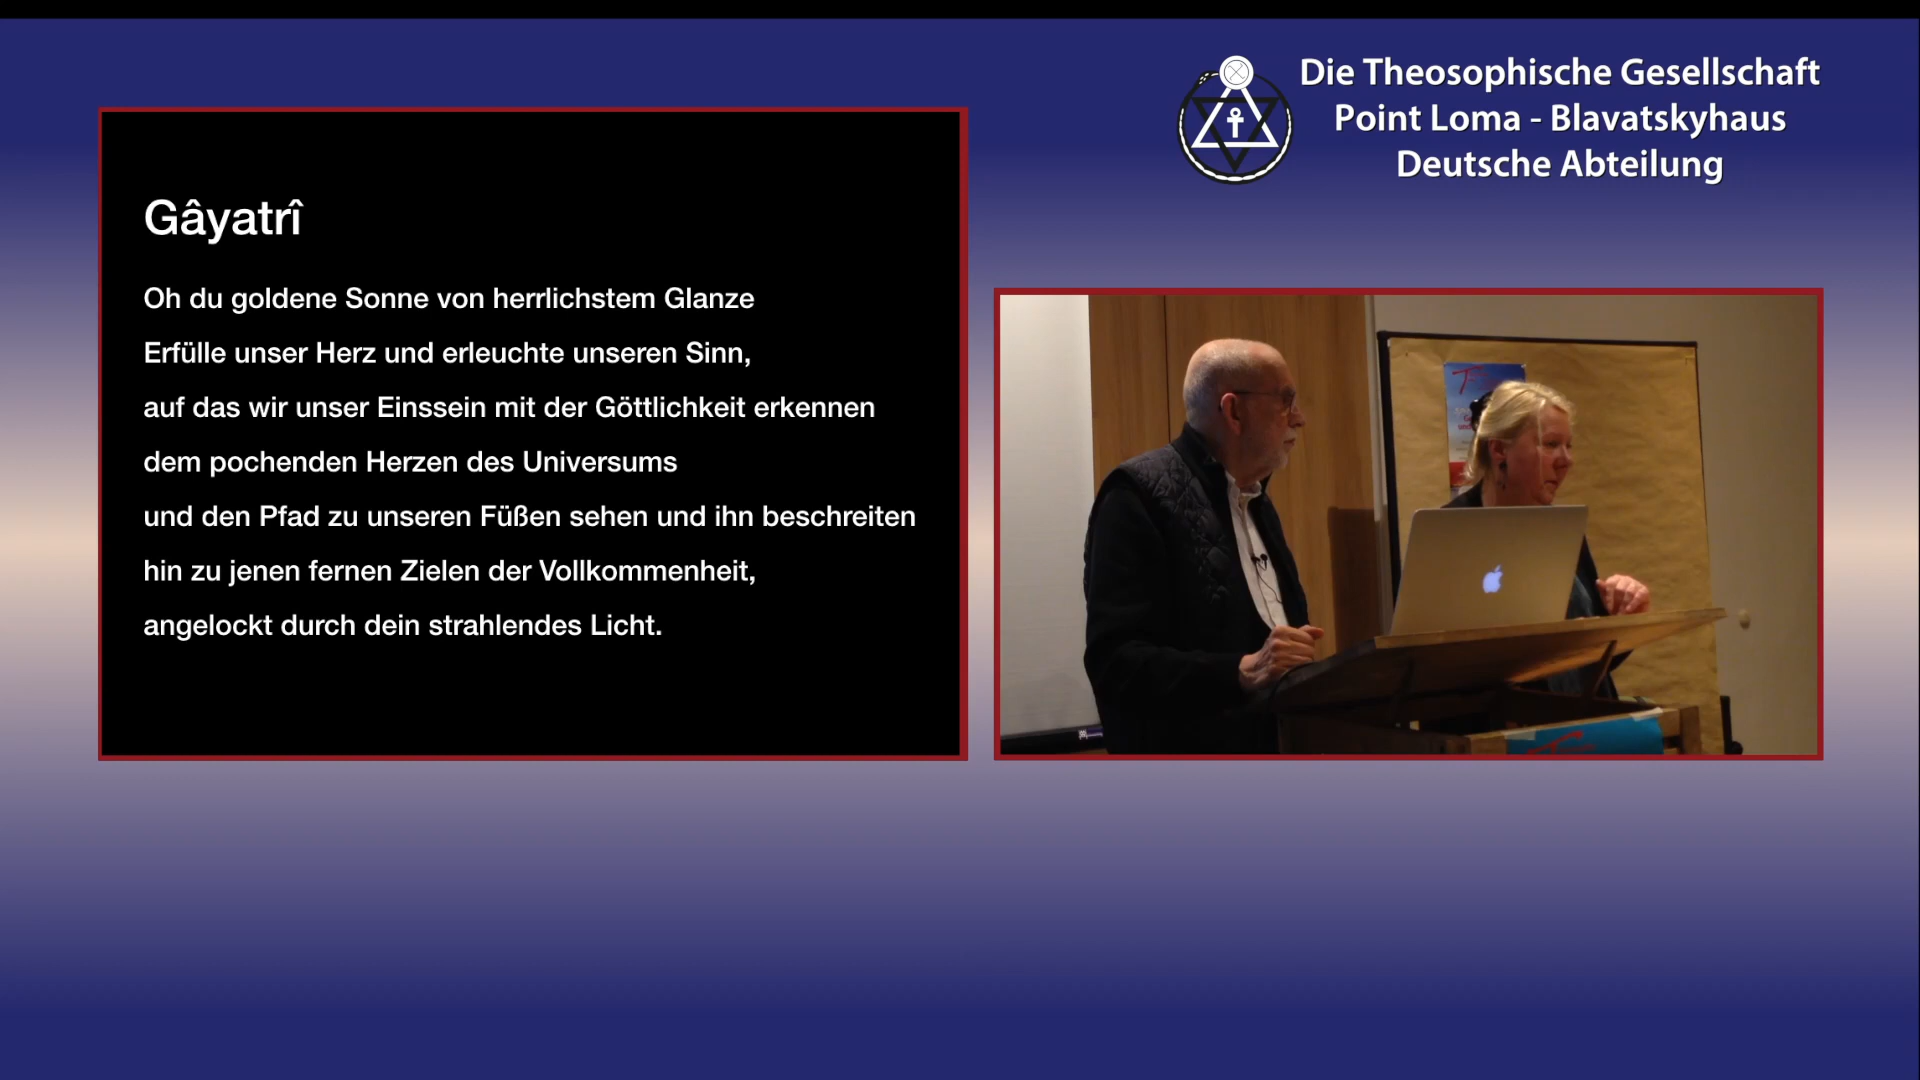 Die Theosophische Gesellschaft
Point Loma - Blavatskyhaus
Deutsche Abteilung
Gâyatrî
Oh du goldene Sonne von herrlichstem Glanze
Erfülle unser Herz und erleuchte unseren Sinn,
auf das wir unser Einssein mit der Göttlichkeit erkennen
dem pochenden Herzen des Universums
und den Pfad zu unseren Füßen sehen und ihn beschreiten
hin zu jenen fernen Zielen der Vollkommenheit,
angelockt durch dein strahlendes Licht.